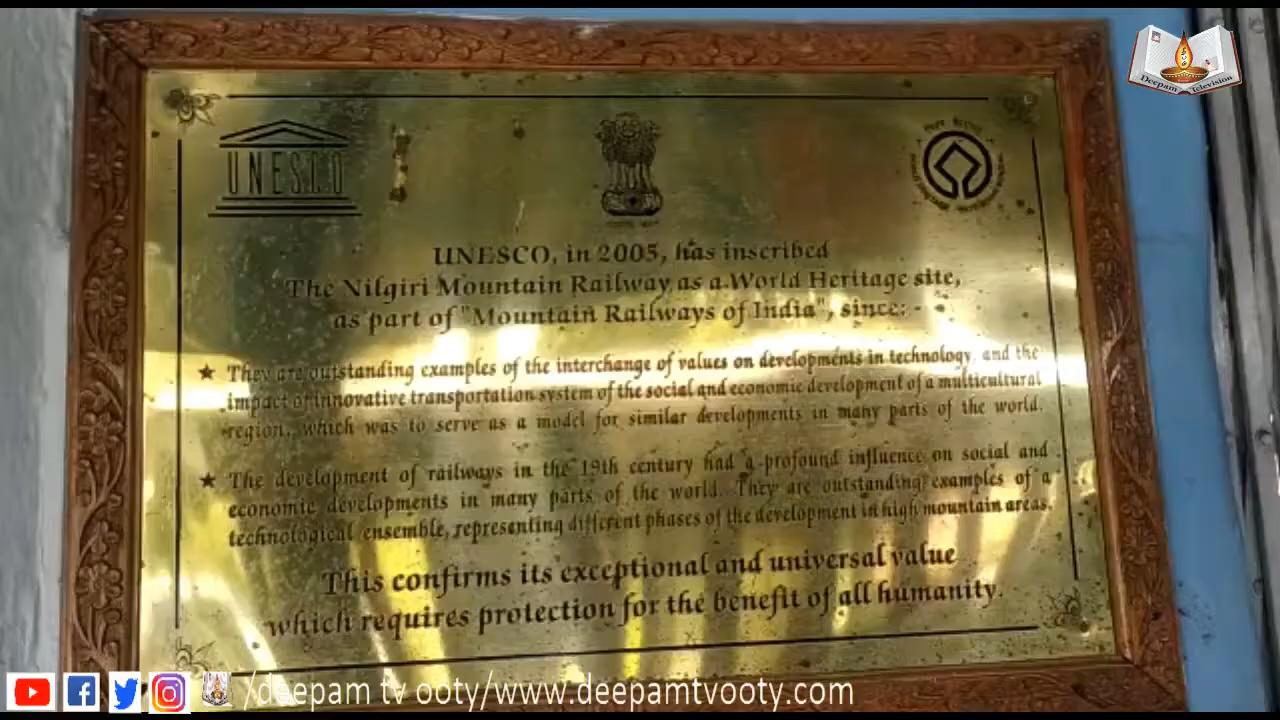 Deepam television
UNESCO
UNESCO, in 2005, has inscribed
The Nilgiri Mountain Railway as a World Heritage site,
as part of "Mountain Railways of India", since: -
★ They are outstanding examples of the interchange of values on developments in technology, and the
impact of innovative transportation system of the social and economic development of a multicultural
region, which was to serve as a model for similar developments in many parts of the world.
★ The development of railways in the 19th century had a profound influence on social and
economic developments in many parts of the world. They are outstanding examples of a
technological ensemble, representing different phases of the development in high mountain areas.
This confirms its exceptional and universal value
which requires protection for the benefit of all humanity.
/deepam tv ooty/www.deepamtvooty.com